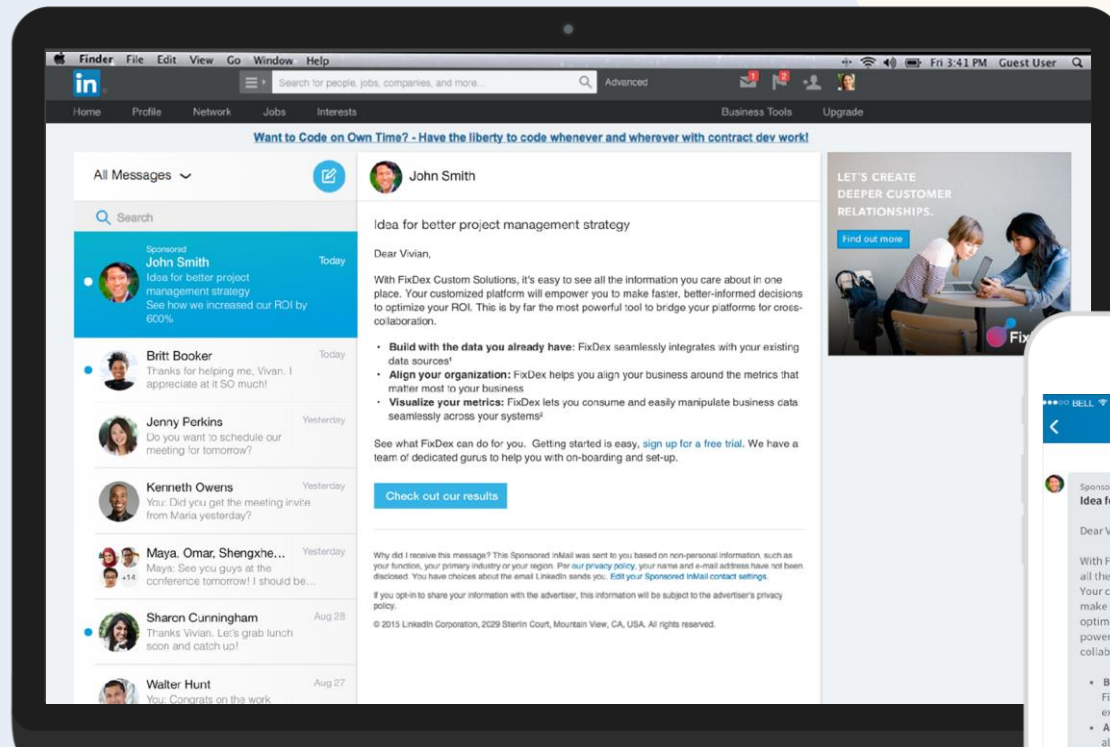 Finder File Edit View Go Window Help
Fri 3:41 PM Guest User
in
Search for people, jobs, companies, and more...
Advanced
1
2
Home Profile Network Jobs Interests Business Tools Upgrade
Want to Code on Own Time? - Have the liberty to code whenever and wherever with contract dev work!
All Messages
Search
Sponsored
John Smith Today
Idea for better project
management strategy
See how we increased our ROI by
600%
Britt Booker Today
Thanks for helping me, Vivan. I
appreciate at it SO much!
Jenny Perkins Yesterday
Do you want to schedule our
meeting for tomorrow?
Kenneth Owens Yesterday
You: Did you get the meeting invite
from Maria yesterday?
Maya, Omar, Shengxhe... Yesterday
Maya: See you guys at the
conference tomorrow! I should be...
+14
Sharon Cunningham Aug 28
Thanks Vivian. Let's grab lunch
soon and catch up!
Walter Hunt Aug 27
You: Congrats on the work
John Smith
Idea for better project management strategy
Dear Vivian,
With FixDex Custom Solutions, it's easy to see all the information you care about in one
place. Your customized platform will empower you to make faster, better-informed decisions
to optimize your ROI. This is by far the most powerful tool to bridge your platforms for cross-
collaboration.
• Build with the data you already have: FixDex seamlessly integrates with your existing
data sources¹
• Align your organization: FixDex helps you align your business around the metrics that
matter most to your business
• Visualize your metrics: FixDex lets you consume and easily manipulate business data
seamlessly across your systems²
See what FixDex can do for you. Getting started is easy, sign up for a free trial. We have a
team of dedicated gurus to help you with on-boarding and set-up.
Check out our results
Why did I receive this message? This Sponsored InMail was sent to you based on non-personal information, such as
your function, your primary industry or your region. Per our privacy policy, your name and e-mail address have not been
disclosed. You have choices about the email LinkedIn sends you. Edit your Sponsored InMail contact settings.
If you opt-in to share your information with the advertiser, this information will be subject to the advertiser's privacy
policy.
© 2015 LinkedIn Corporation, 2029 Stierlin Court, Mountain View, CA, USA. All rights reserved.
LET'S CREATE
DEEPER CUSTOMER
RELATIONSHIPS.
Find out more
Fix
BELL
Sponso
Idea f
Dear V
With F
all the
Your c
make
optim
power
collab
• B
Fi
ex
• A
al